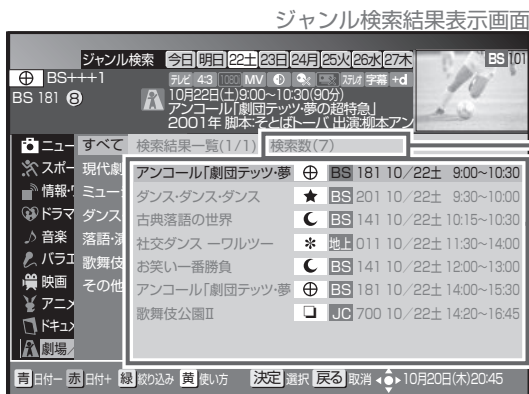 ジャンル検索結果表示画面
ジャンル検索 今日 明日 22土 23日 24月 25火 26水 27木
BS 101
BS+++1
テレビ 4:3 1080 MV ステレオ 字幕 +d
BS 181 ⑧
10月22日(土)9:00~10:30(90分)
アンコール「劇団テッツ・夢の超特急」
2001年 脚本:そとばトーバ 出演:柳本アン
ニュー すべて 検索結果一覧(1/1) 検索数(7)
スポー 現代劇 アンコール「劇団テッツ・夢 BS 181 10/22土 9:00~10:30
情報・ ミュー ダンス・ダンス・ダンス ★ BS 201 10/22土 9:30~10:00
ドラマ ダンス 古典落語の世界 BS 141 10/22土 10:15~10:30
音楽 落語・演 社交ダンス ーワルツー 地上 011 10/22土 11:30~14:00
バラエ 歌舞伎 お笑い一番勝負 BS 141 10/22土 12:00~13:00
映画 その他 アンコール「劇団テッツ・夢 BS 181 10/22土 14:00~15:30
アニメ 歌舞伎公園Ⅱ JC 700 10/22土 14:20~16:45
ドキュメ
劇場/
青 日付− 赤 日付+ 緑 絞り込み 黄 使い方 決定 選択 戻る 取消 10月20日(木)20:45